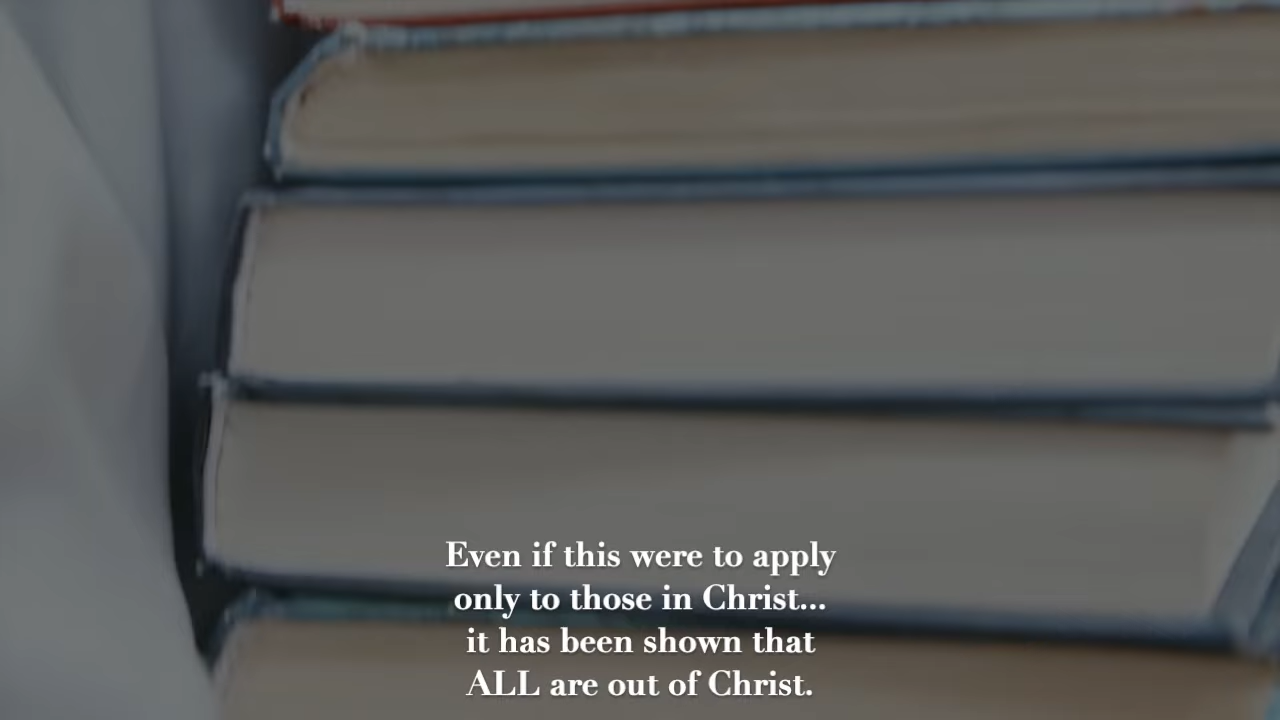 Even if this were to apply
only to those in Christ...
it has been shown that
ALL are out of Christ.